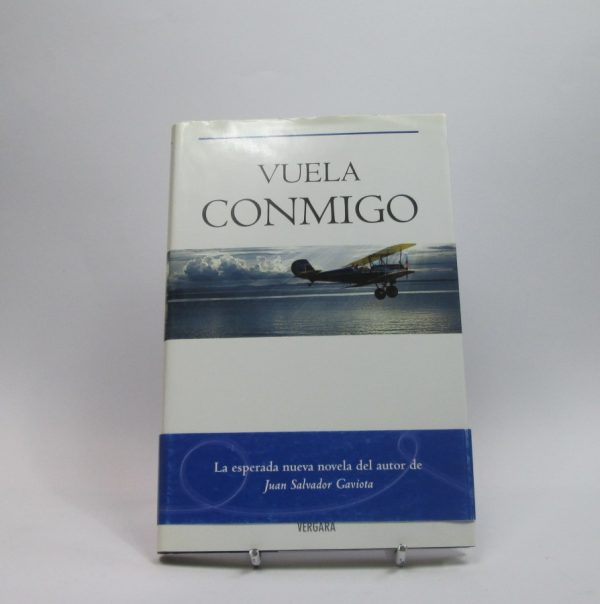 VUELA
CONMIGO
La esperada nueva novela del autor de
Juan Salvador Gaviota
VERGARA